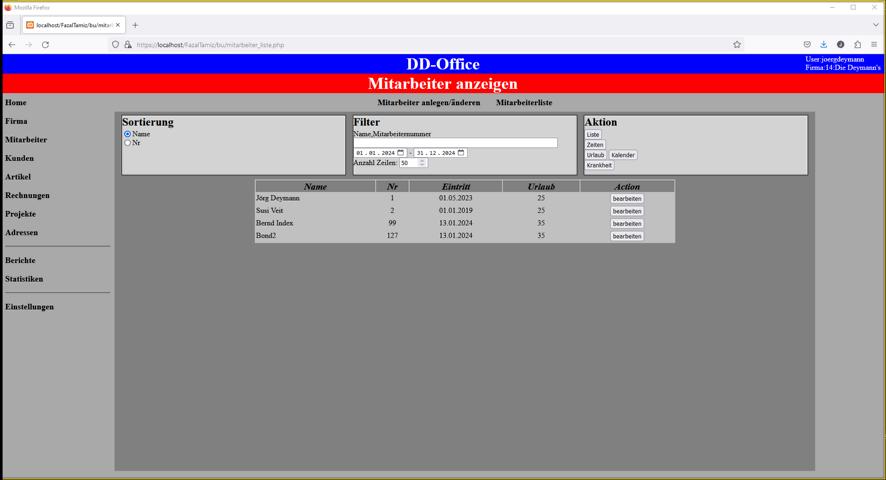 Mozilla Firefox
localhost/FazalTamiz/bu/mitarl
https://localhost/FazalTamiz/bu/mitarbeiter_liste.php
DD-Office
User:joergdeymann
Firma:14:Die Deymann's
Mitarbeiter anzeigen
Home
Firma
Mitarbeiter
Kunden
Artikel
Rechnungen
Projekte
Adressen
Berichte
Statistiken
Einstellungen
Mitarbeiter anlegen/änderen Mitarbeiterliste
Sortierung
Name
Nr
Filter
Name,Mitarbeiternummer
01.01.2024 - 31.12.2024
Anzahl Zeilen: 50
Aktion
Liste
Zeiten
Urlaub Kalender
Krankheit
Name Nr Eintritt Urlaub Action
Jörg Deymann 1 01.05.2023 25 bearbeiten
Susi Veit 2 01.01.2019 25 bearbeiten
Bernd Index 99 13.01.2024 35 bearbeiten
Bond2 127 13.01.2024 35 bearbeiten